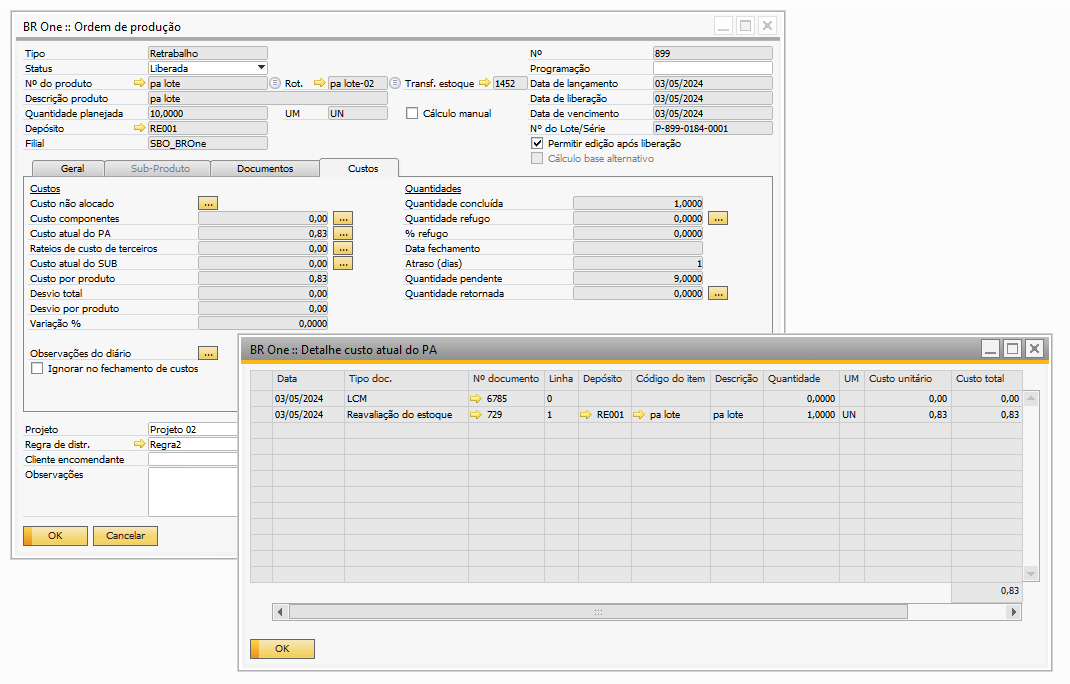 BR One :: Ordem de produção
Tipo Retrabalho Nº 899
Status Liberada Programação
Nº do produto pa lote Rot. pa lote-02 Transf. estoque 1452 Data de lançamento 03/05/2024
Descrição produto pa lote Data de liberação 03/05/2024
Quantidade planejada 10,0000 UM UN Cálculo manual Data de vencimento 03/05/2024
Depósito RE001 Nº do Lote/Série P-899-0184-0001
Filial SBO_BROne Permitir edição após liberação
Cálculo base alternativo
Geral Sub-Produto Documentos Custos
Custos Quantidades
Custo não alocado ... Quantidade concluída 1,0000
Custo componentes 0,00 ... Quantidade refugo 0,0000 ...
Custo atual do PA 0,83 ... % refugo 0,0000
Rateios de custo de terceiros 0,00 ... Data fechamento
Custo atual do SUB 0,00 ... Atraso (dias) 1
Custo por produto 0,83 Quantidade pendente 9,0000
Desvio total 0,00 Quantidade retornada 0,0000 ...
Desvio por produto 0,00
Variação % 0,0000
Observações do diário ...
Ignorar no fechamento de custos
Projeto Projeto 02
Regra de distr. Regra2
Cliente encomendante
Observações
OK Cancelar
BR One :: Detalhe custo atual do PA
Data Tipo doc. Nº documento Linha Depósito Código do item Descrição Quantidade UM Custo unitário Custo total
03/05/2024 LCM 6785 0 0,0000 0,00 0,00
03/05/2024 Reavaliação do estoque 729 1 RE001 pa lote pa lote 1,0000 UN 0,83 0,83
0,83
OK